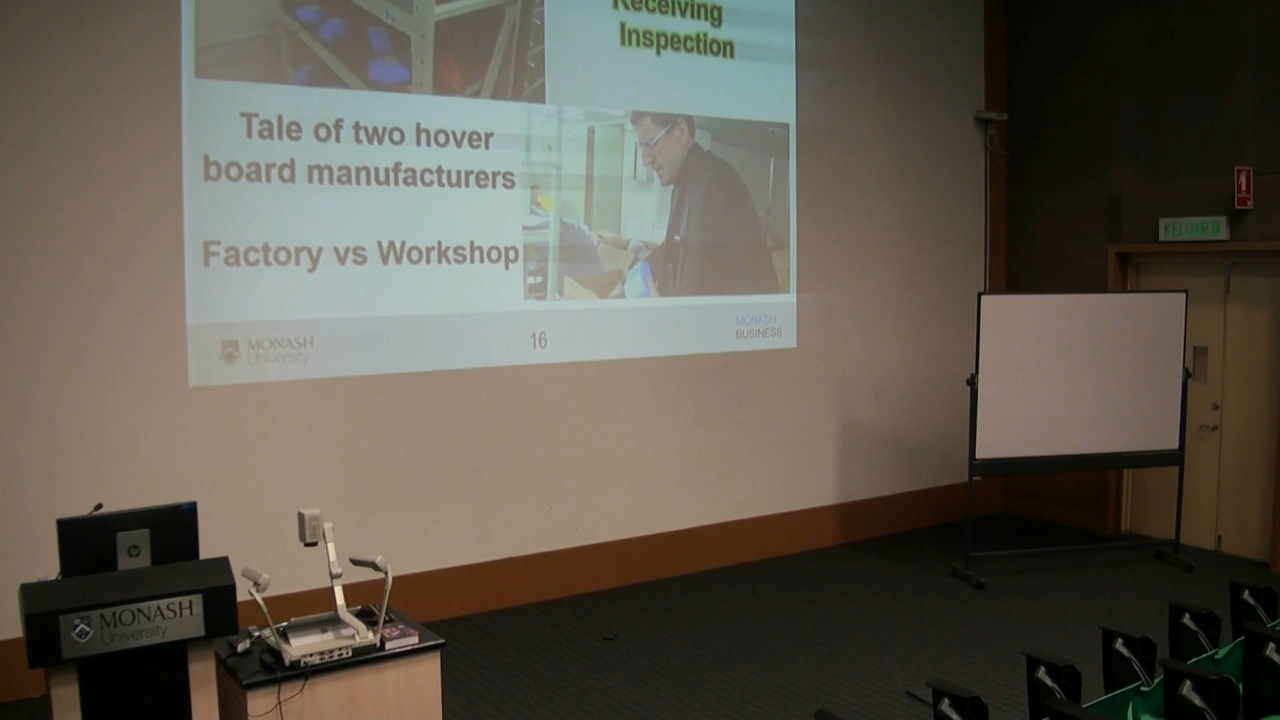 Receiving
Inspection
Tale of two hover
board manufacturers
Factory vs Workshop
MONASH
University
16
MONASH
BUSINESS
KELUAR
MONASH
University
hp